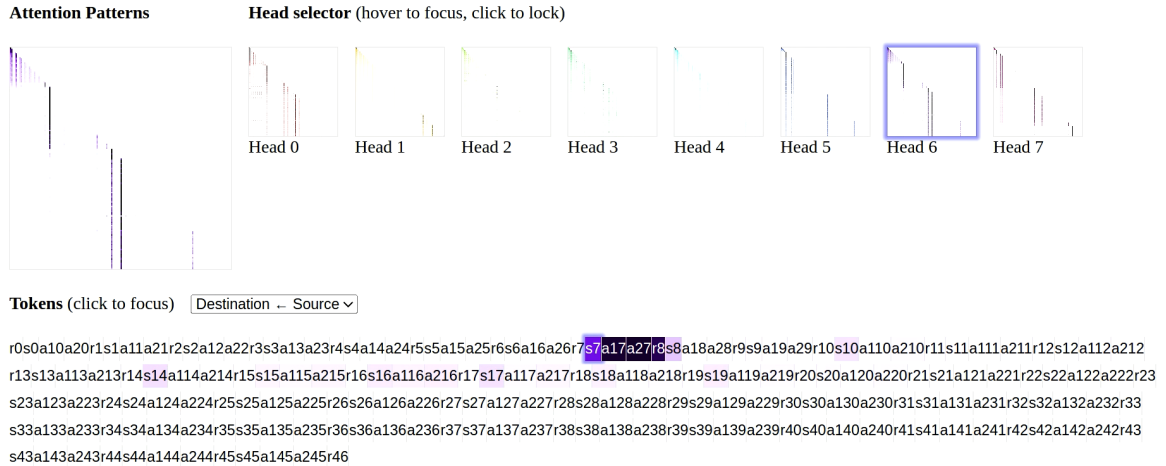 Attention Patterns
Head selector (hover to focus, click to lock)
Head 0 Head 1 Head 2 Head 3 Head 4 Head 5 Head 6 Head 7
Tokens (click to focus) Destination ← Source
r0s0a10a20r1s1a11a21r2s2a12a22r3s3a13a23r4s4a14a24r5s5a15a25r6s6a16a26r7s7a17a27r8s8a18a28r9s9a19a29r10s10a110a210r11s11a111a211r12s12a112a212
r13s13a113a213r14s14a114a214r15s15a115a215r16s16a116a216r17s17a117a217r18s18a118a218r19s19a119a219r20s20a120a220r21s21a121a221r22s22a122a222r23
s23a123a223r24s24a124a224r25s25a125a225r26s26a126a226r27s27a127a227r28s28a128a228r29s29a129a229r30s30a130a230r31s31a131a231r32s32a132a232r33
s33a133a233r34s34a134a234r35s35a135a235r36s36a136a236r37s37a137a237r38s38a138a238r39s39a139a239r40s40a140a240r41s41a141a241r42s42a142a242r43
s43a143a243r44s44a144a244r45s45a145a245r46